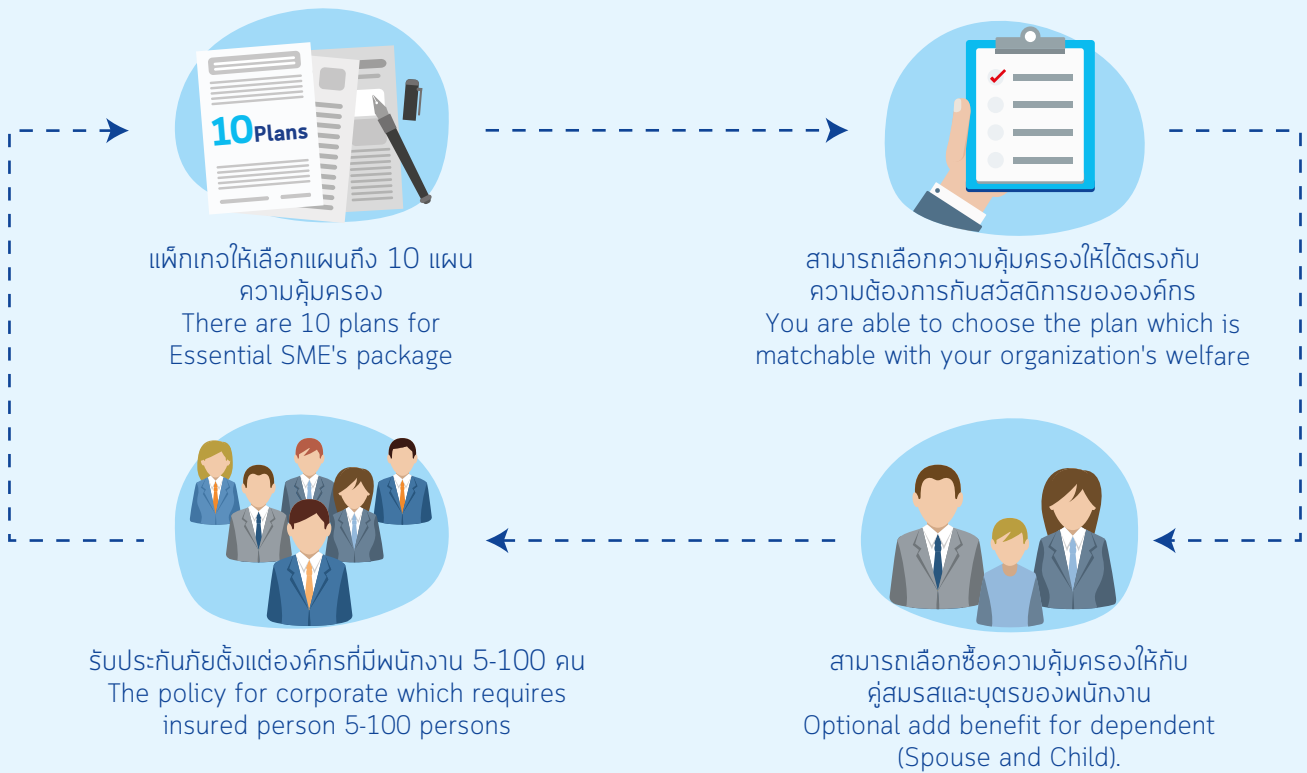 10Plans
แพ็กเกจให้เลือกแผนถึง 10 แผน
ความคุ้มครอง
There are 10 plans for
Essential SME's package
สามารถเลือกความคุ้มครองให้ได้ตรงกับ
ความต้องการกับสวัสดิการขององค์กร
You are able to choose the plan which is
matchable with your organization's welfare
รับประกันภัยตั้งแต่องค์กรที่มีพนักงาน 5-100 คน
The policy for corporate which requires
insured person 5-100 persons
สามารถเลือกซื้อความคุ้มครองให้กับ
คู่สมรสและบุตรของพนักงาน
Optional add benefit for dependent
(Spouse and Child).